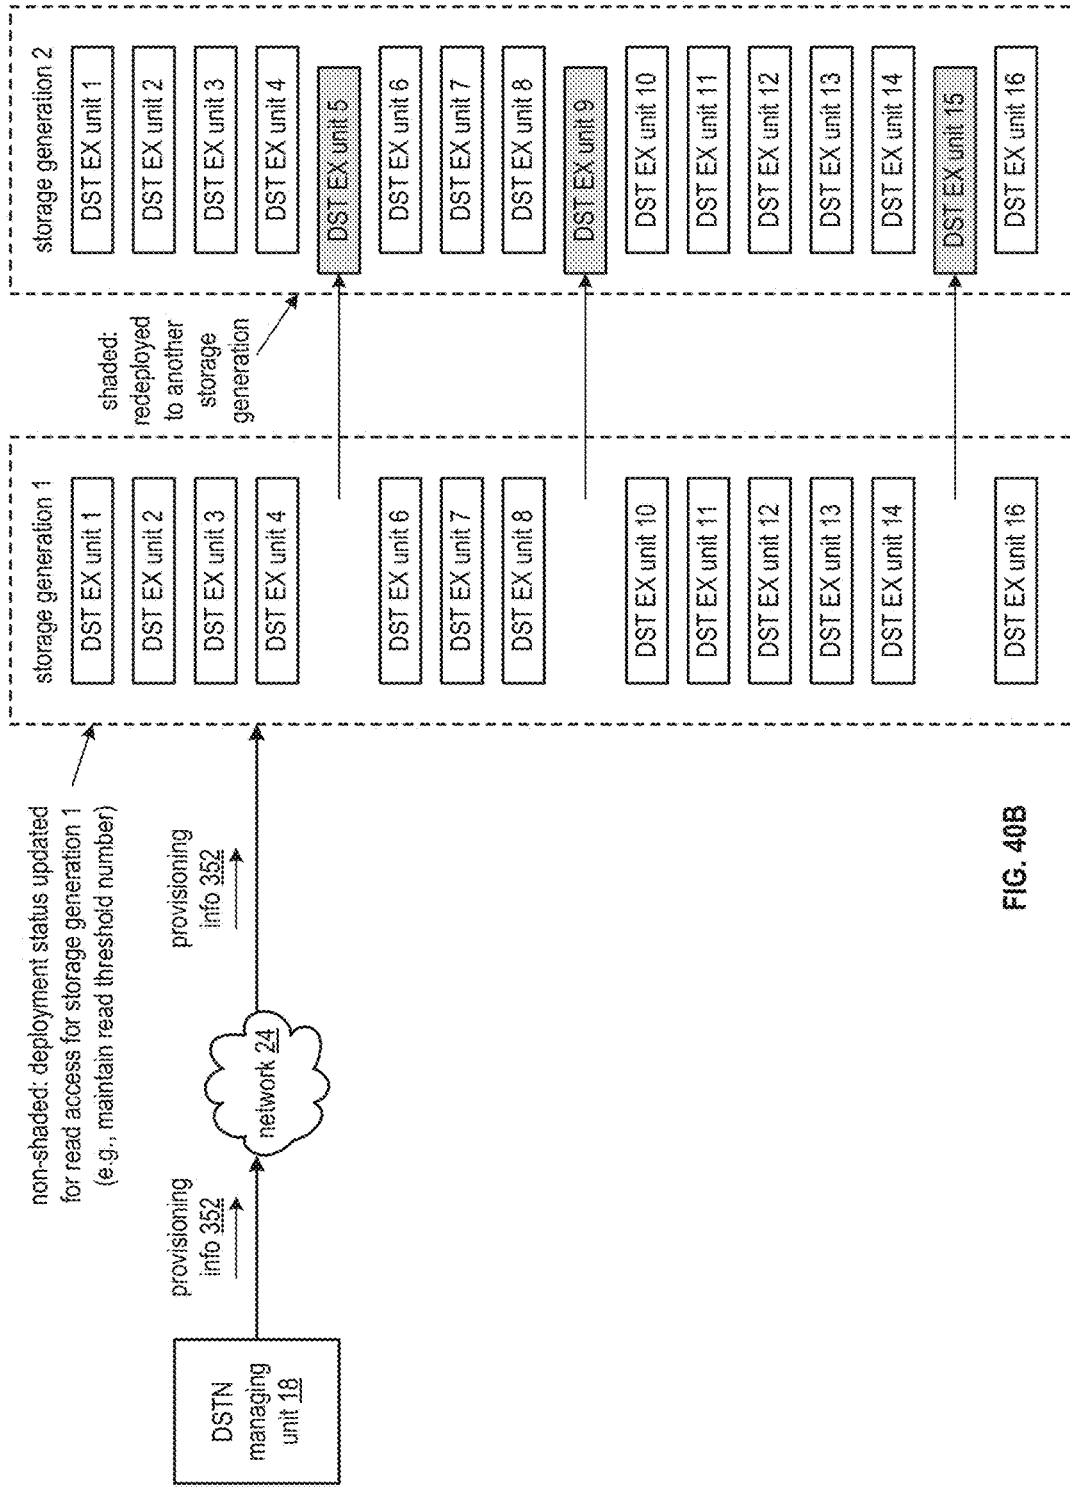 non-shaded: deployment status updated
for read access for storage generation 1
(e.g., maintain read threshold number)
DSTN
managing
unit 18
provisioning
info 352
network 24
provisioning
info 352
storage generation 1
DST EX unit 1
DST EX unit 2
DST EX unit 3
DST EX unit 4
DST EX unit 6
DST EX unit 7
DST EX unit 8
DST EX unit 10
DST EX unit 11
DST EX unit 12
DST EX unit 13
DST EX unit 14
DST EX unit 16
shaded:
redeployed
to another
storage
generation
storage generation 2
DST EX unit 1
DST EX unit 2
DST EX unit 3
DST EX unit 4
DST EX unit 5
DST EX unit 6
DST EX unit 7
DST EX unit 8
DST EX unit 9
DST EX unit 10
DST EX unit 11
DST EX unit 12
DST EX unit 13
DST EX unit 14
DST EX unit 15
DST EX unit 16
FIG. 40B